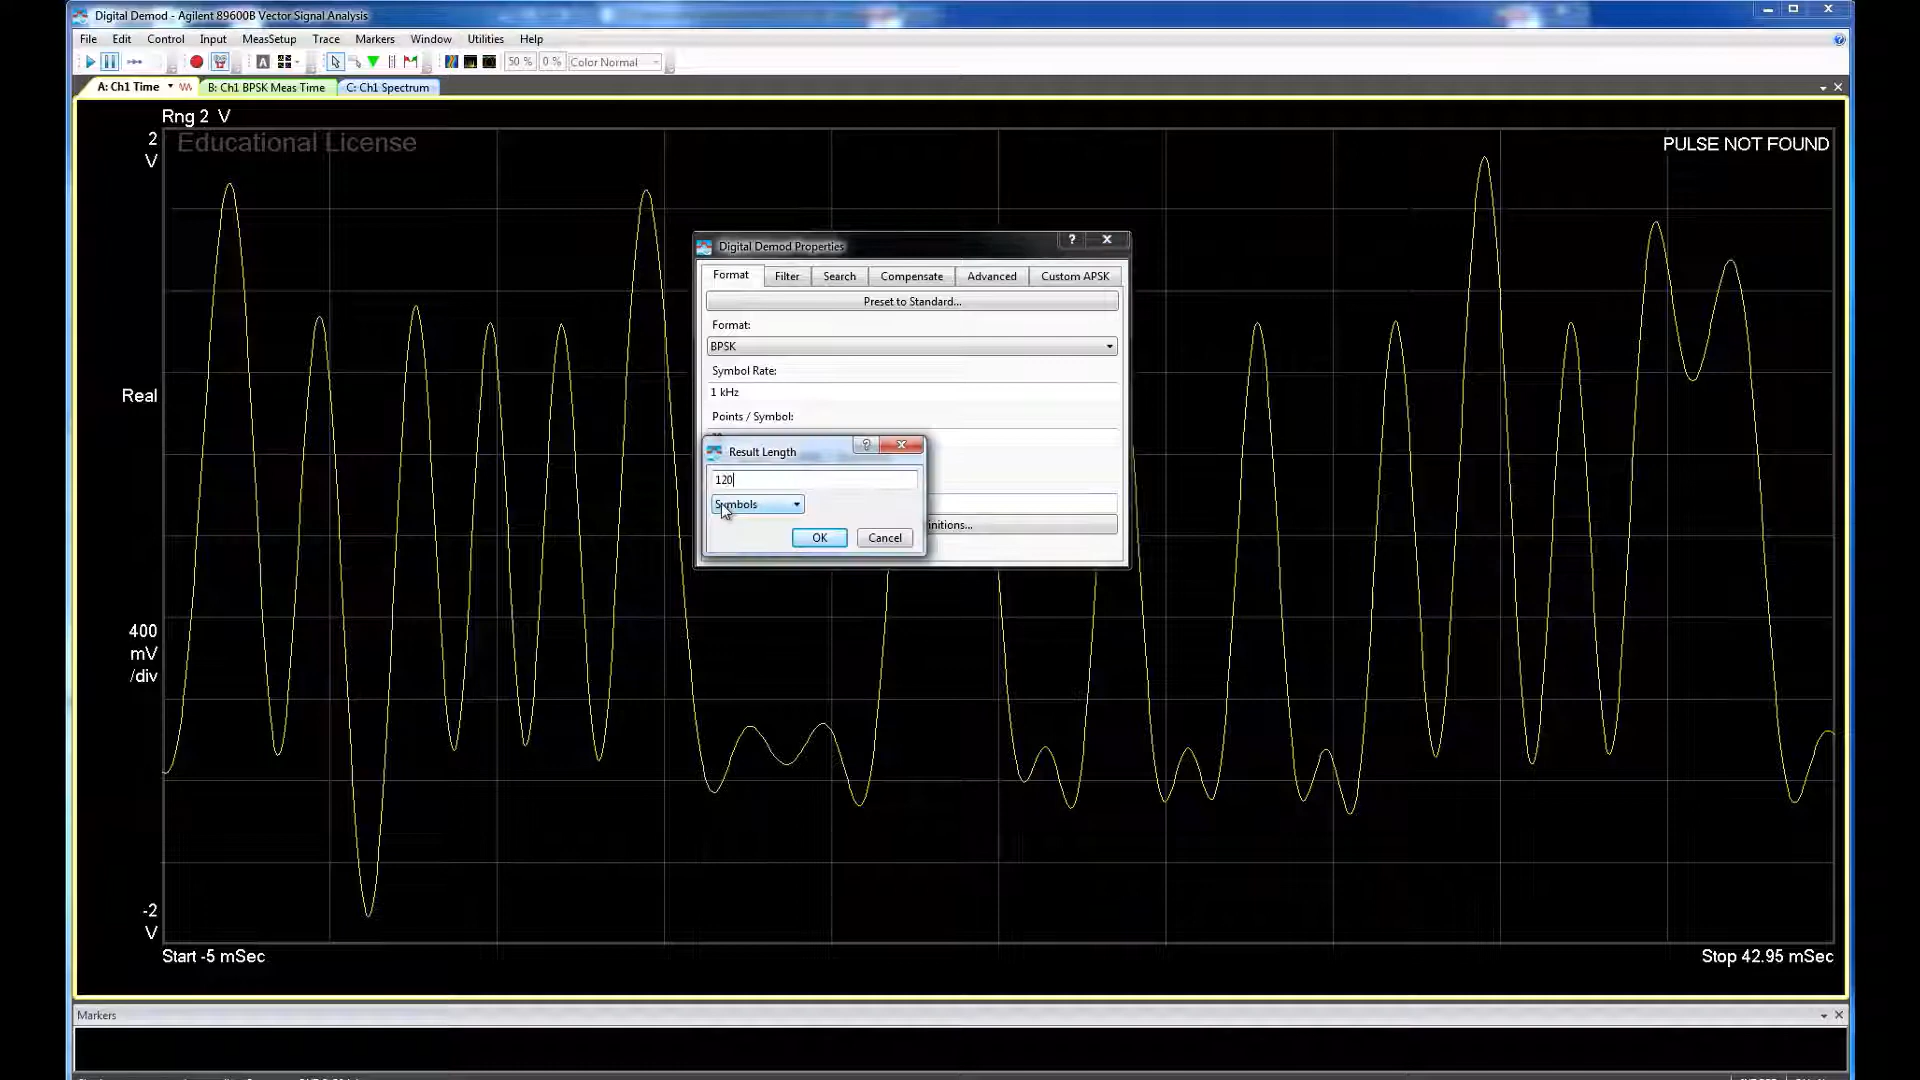 Digital Demod - Agilent 89600B Vector Signal Analysis
File Edit Control Input MeasSetup Trace Markers Window Utilities Help
A 50 % 0 % Color Normal
A: Ch1 Time B: Ch1 BPSK Meas Time C: Ch1 Spectrum
Rng 2 V
2
V
Educational License
PULSE NOT FOUND
Real
400
mV
/div
-2
V
Start -5 mSec
Stop 42.95 mSec
Digital Demod Properties
Format Filter Search Compensate Advanced Custom APSK
Preset to Standard...
Format:
BPSK
Symbol Rate:
1 kHz
Points / Symbol:
Result Length
120
Symbols
initions...
OK Cancel
Markers